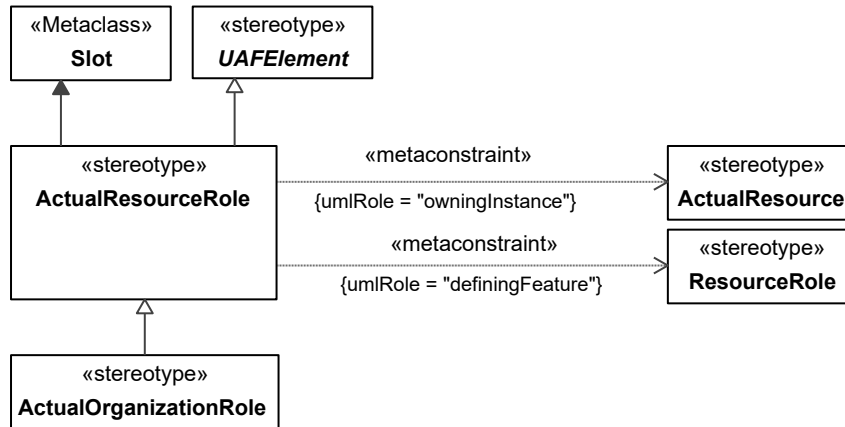 «Metaclass»
Slot
«stereotype»
UAFElement
«stereotype»
ActualResourceRole
«metaconstraint»
{umlRole = "owningInstance"}
«stereotype»
ActualResource
«metaconstraint»
{umlRole = "definingFeature"}
«stereotype»
ResourceRole
«stereotype»
ActualOrganizationRole